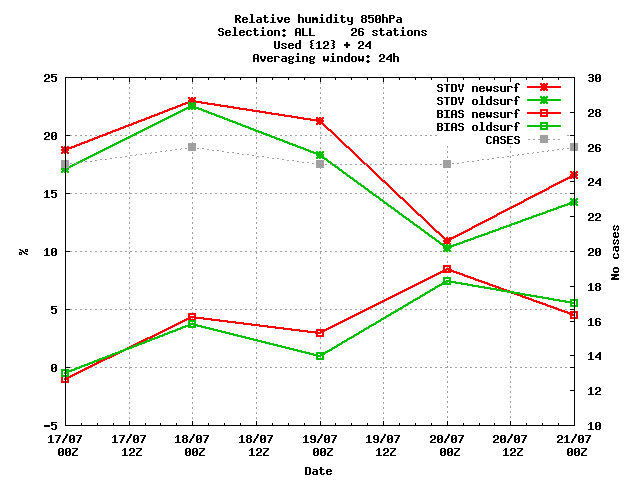 Relative humidity 850hPa
Selection: ALL     26 stations
Used {12} + 24
Averaging window: 24h
25
20
15
10
5
0
-5
%
30
28
26
24
22
20
18
16
14
12
10
No cases
STDV newsurf
STDV oldsurf
BIAS newsurf
BIAS oldsurf
CASES
17/07 17/07 18/07 18/07 19/07 19/07 20/07 20/07 21/07
00Z 12Z 00Z 12Z 00Z 12Z 00Z 12Z 00Z
Date